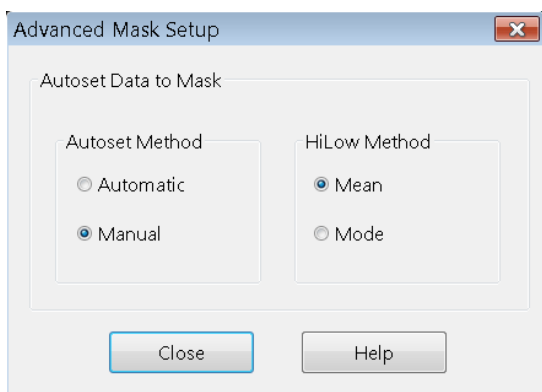 Advanced Mask Setup
Autoset Data to Mask
Autoset Method
Automatic
Manual
HiLow Method
Mean
Mode
Close
Help